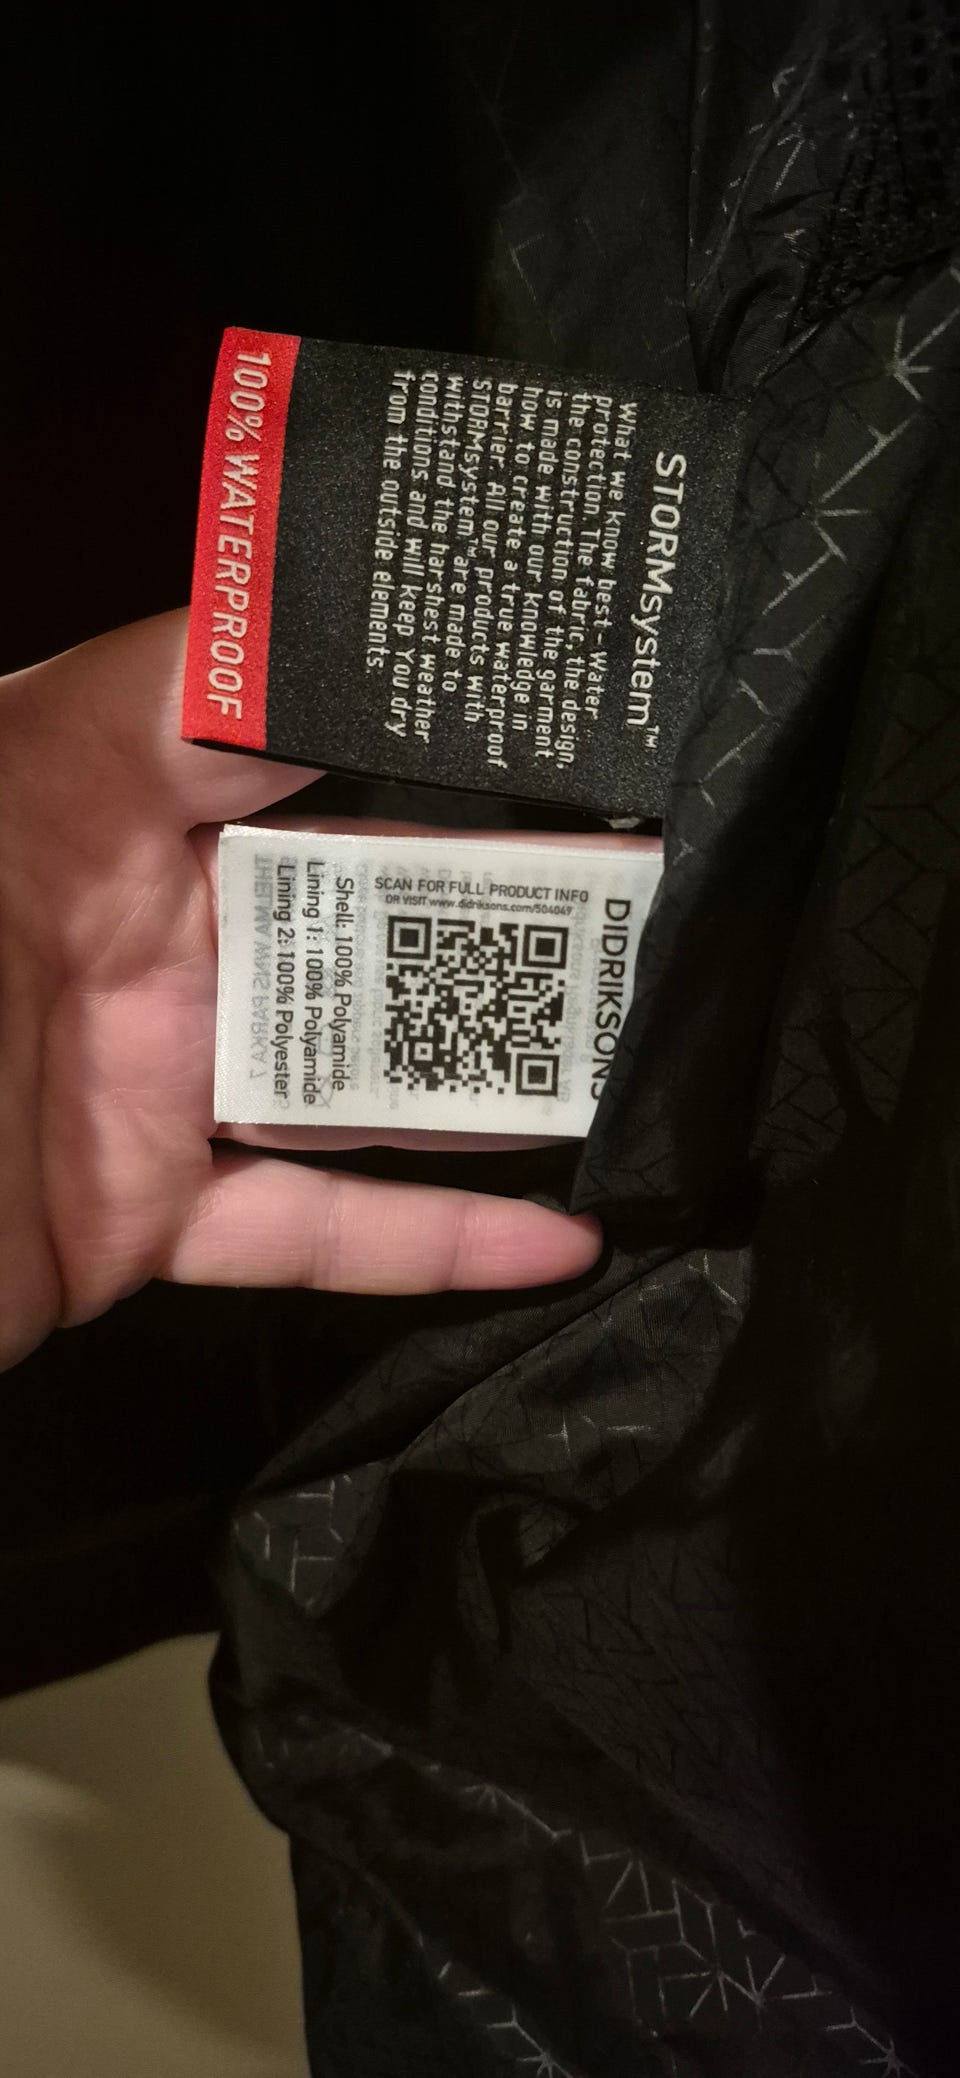 STORMsystem™
What we know best-water
protection. The fabric, the design,
the construction of the garment
is made with our knowledge in
how to create a true waterproof
barrier. All our products with
STORMsystem™ are made to
withstand the harshest weather
conditions and will keep You dry
from the outside elements.
100% WATERPROOF
DIDRIKSONS
SCAN FOR FULL PRODUCT INFO
OR VISIT www.didriksons.com/504049
Shell: 100% Polyamide
Lining 1: 100% Polyamide
Lining 2: 100% Polyester